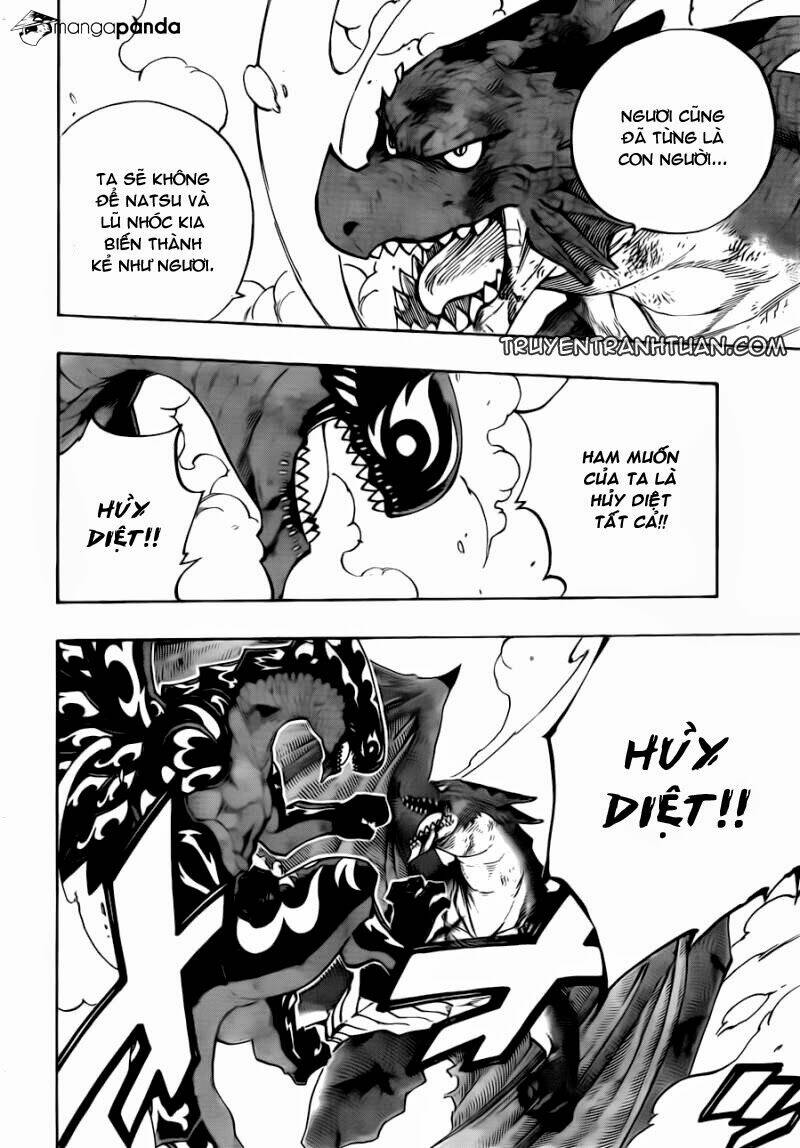 mangapanda
NGƯƠI CŨNG
ĐÃ TỪNG LÀ
CON NGƯỜI...
TA SẼ KHÔNG
ĐỂ NATSU VÀ
LŨ NHÓC KIA
BIẾN THÀNH
KẺ NHƯ NGƯƠI.
TRUYENTRANHTUAN.COM
HAM MUỐN
CỦA TA LÀ
HỦY DIỆT
TẤT CẢ!!
HỦY
DIỆT!!
HỦY
DIỆT!!